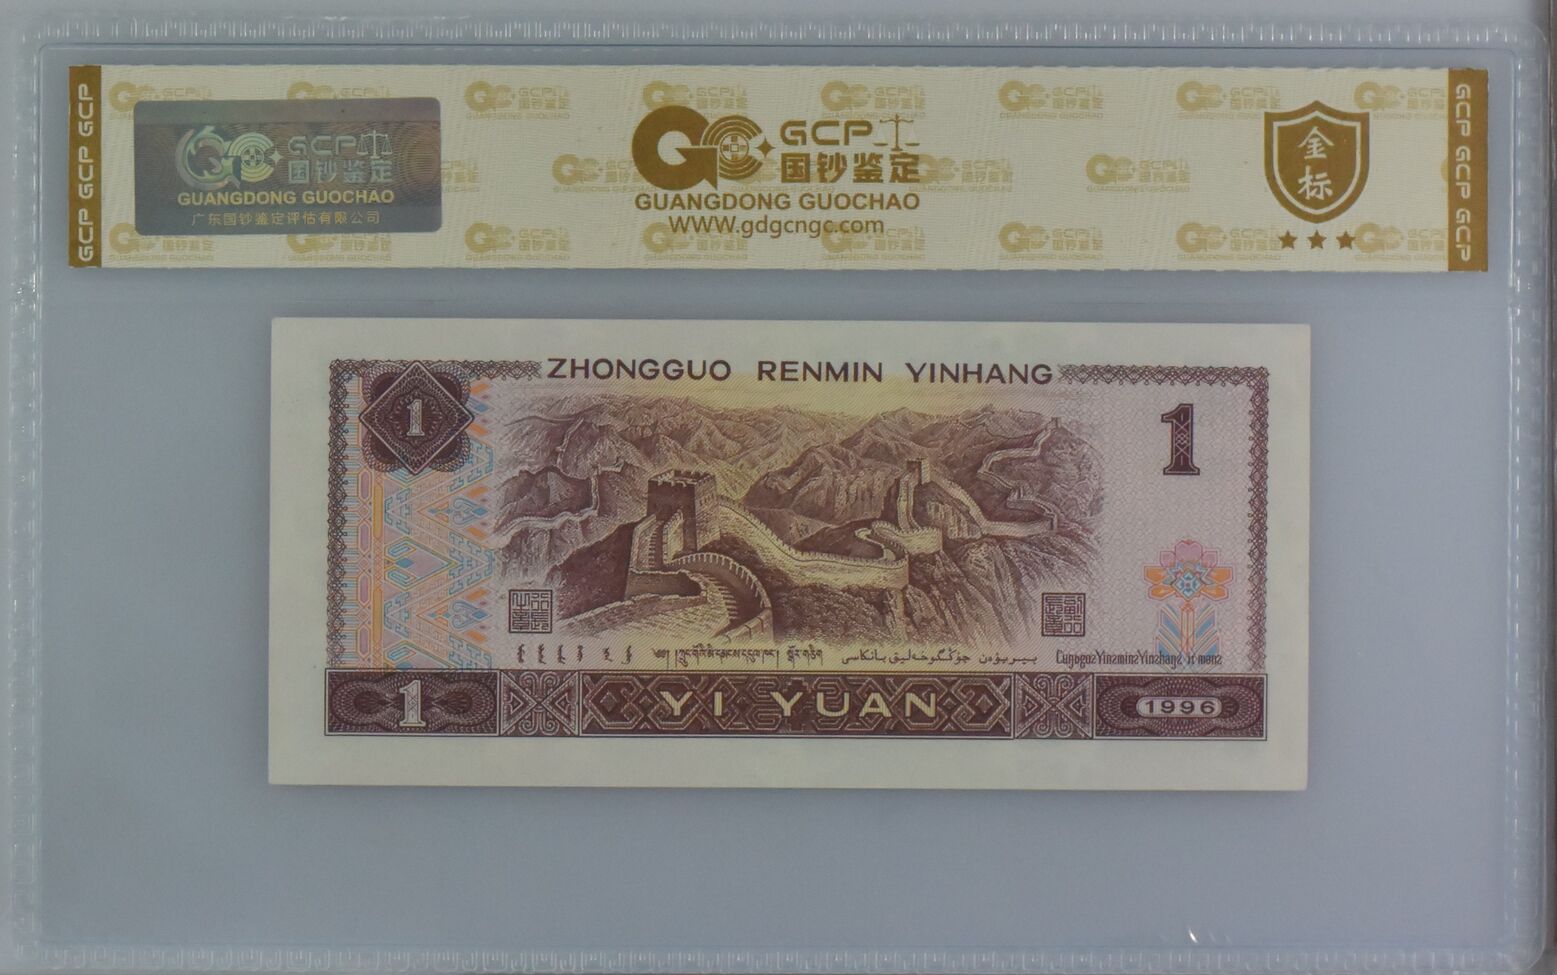 GCP GCP GCP
GCP
国钞鉴定
GUANGDONG GUOCHAO
广东国钞鉴定评估有限公司
GCP
国钞鉴定
GUANGDONG GUOCHAO
WWW.gdgcngc.com
金标
GCP GCP GCP
ZHONGGUO RENMIN YINHANG
1
1
1
YI YUAN
1996